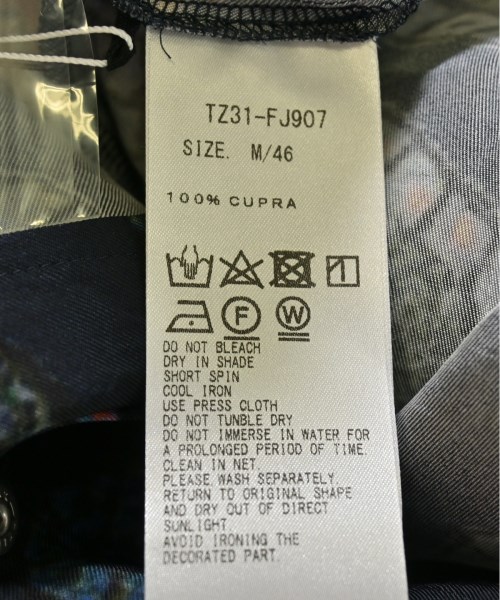 TZ31-FJ907
SIZE. M/46
100% CUPRA
F W
DO NOT BLEACH
DRY IN SHADE
SHORT SPIN
COOL IRON
USE PRESS CLOTH
DO NOT TUMBLE DRY
DO NOT IMMERSE IN WATER FOR
A PROLONGED PERIOD OF TIME.
CLEAN IN NET.
PLEASE WASH SEPARATELY.
RETURN TO ORIGINAL SHAPE
AND DRY OUT OF DIRECT
SUNLIGHT.
AVOID IRONING THE
DECORATED PART.